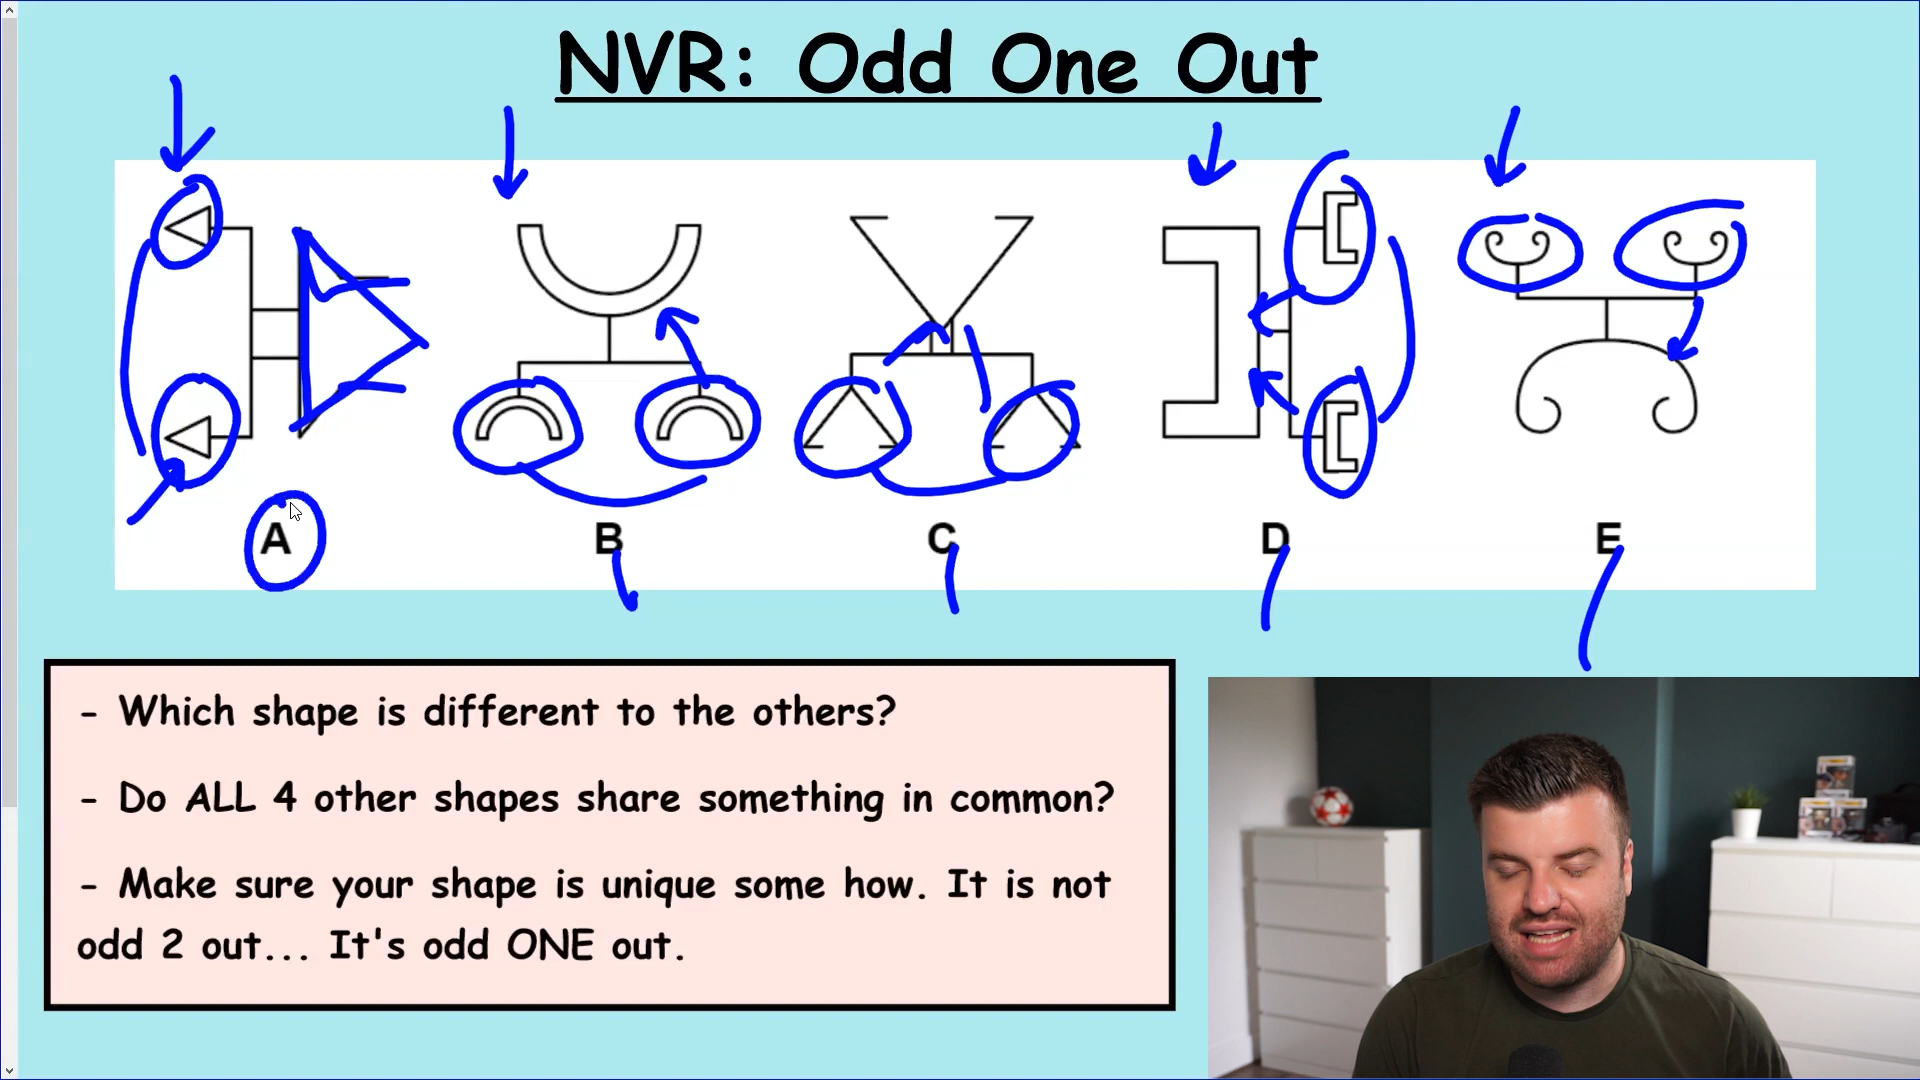 NVR: Odd One Out
A B C D E
- Which shape is different to the others?
- Do ALL 4 other shapes share something in common?
- Make sure your shape is unique some how. It is not
odd 2 out... It's odd ONE out.